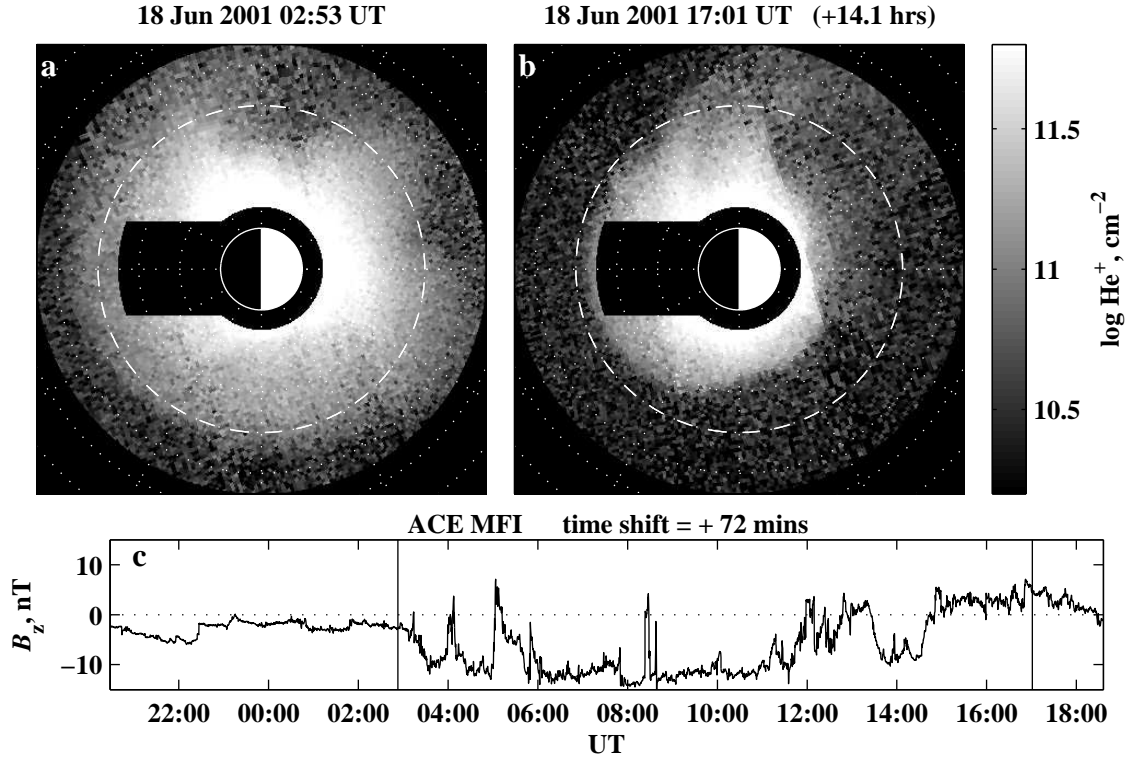 18 Jun 2001 02:53 UT
18 Jun 2001 17:01 UT (+14.1 hrs)
a
b
11.5
11
10.5
log He⁺, cm⁻²
ACE MFI time shift = + 72 mins
c
10
0
−10
B_z, nT
22:00 00:00 02:00 04:00 06:00 08:00 10:00 12:00 14:00 16:00 18:00
UT